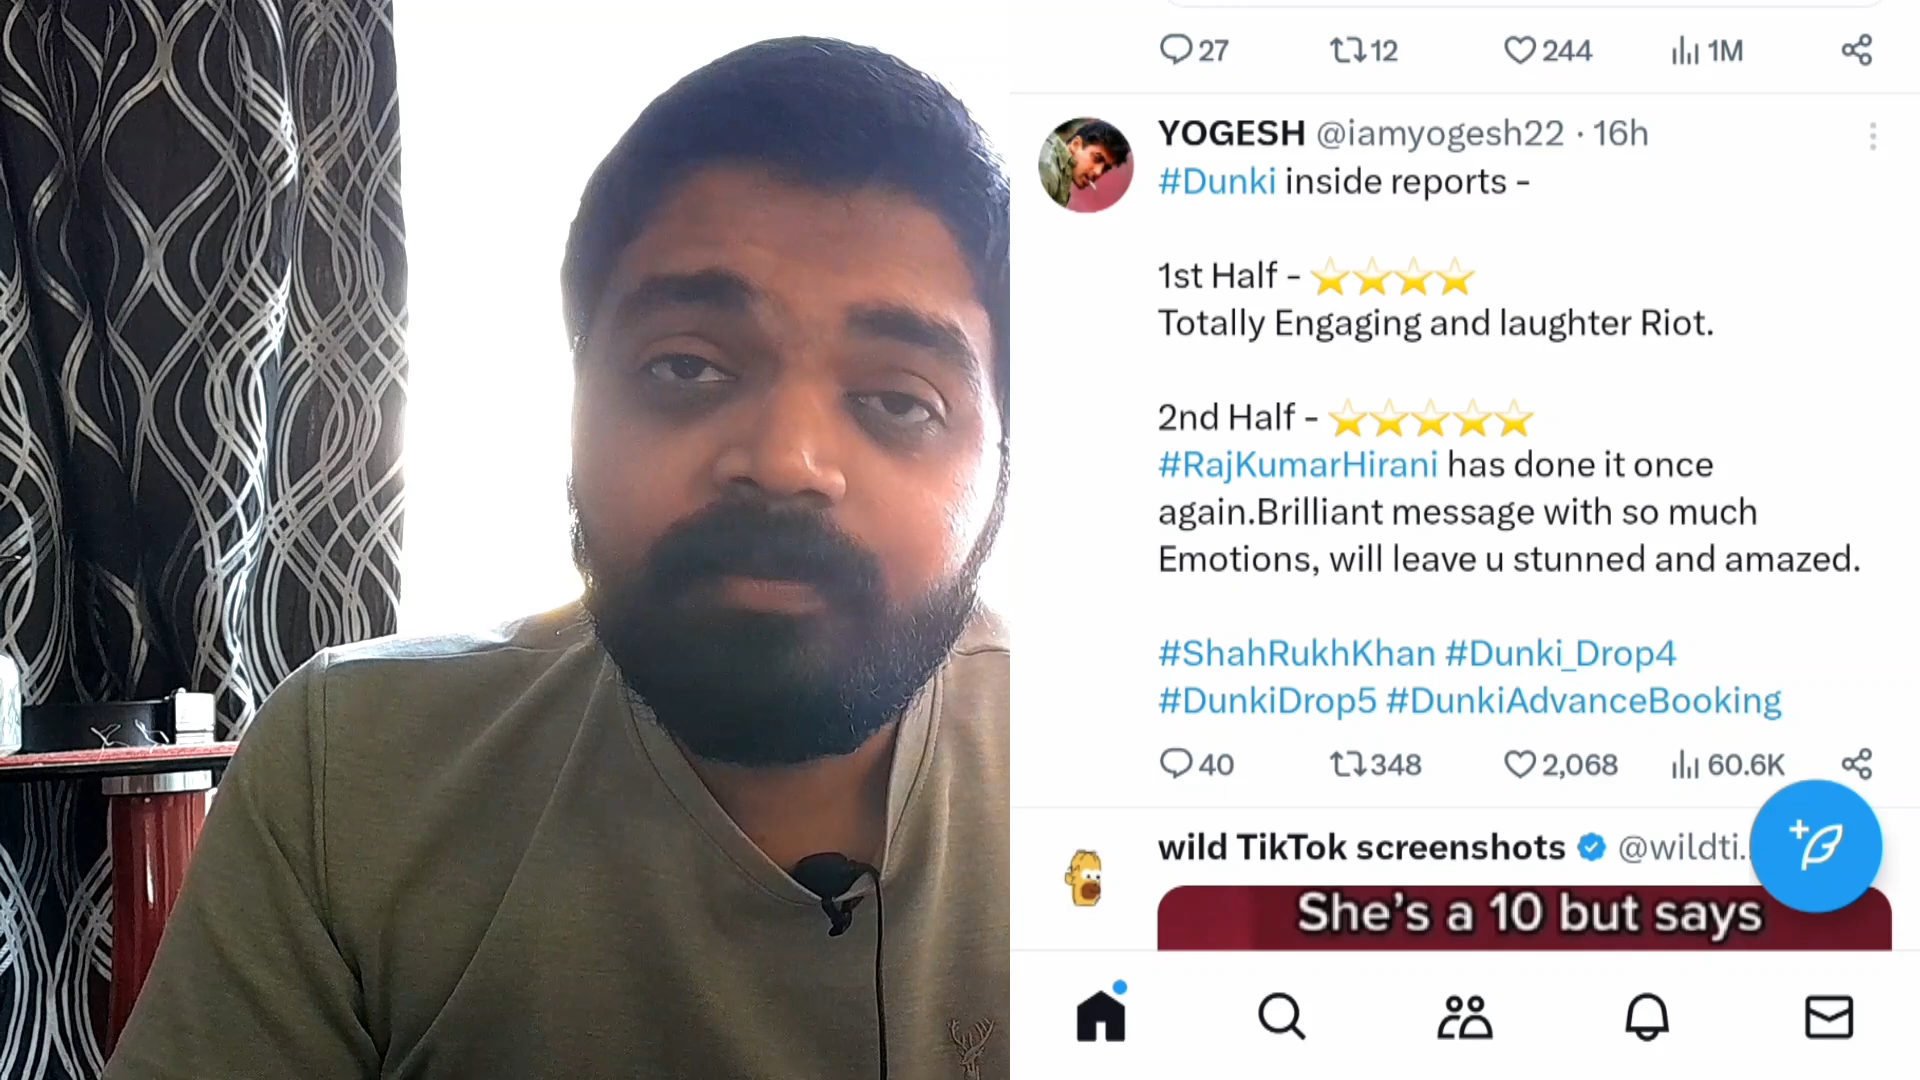 27 12 244 1M
YOGESH @iamyogesh22 · 16h
#Dunki inside reports -
1st Half - ⭐⭐⭐⭐
Totally Engaging and laughter Riot.
2nd Half - ⭐⭐⭐⭐⭐
#RajKumarHirani has done it once
again.Brilliant message with so much
Emotions, will leave u stunned and amazed.
#ShahRukhKhan #Dunki_Drop4
#DunkiDrop5 #DunkiAdvanceBooking
40 348 2,068 60.6K
wild TikTok screenshots @wildti..
She's a 10 but says